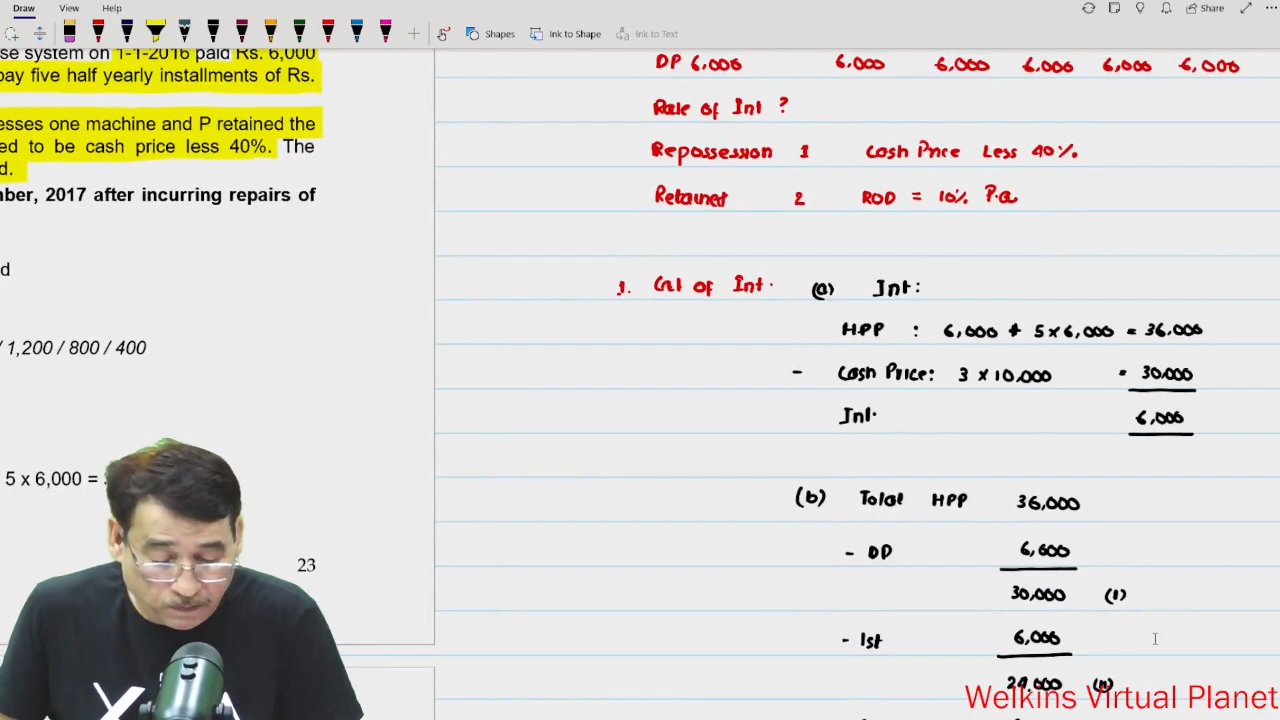 Draw View Help
Shapes Ink to Shape Ink to Text Share
se system on 1-1-2016 paid Rs. 6,000
pay five half yearly installments of Rs.
esses one machine and P retained the
ed to be cash price less 40%. The
d.
mber, 2017 after incurring repairs of
d
/ 1,200 / 800 / 400
5 x 6,000 =
23
DP 6,000 6,000 6,000 6,000 6,000 6,000
Rate of Int ?
Repossession 1 Cash Price Less 40%
Retained 2 ROD = 10% P.a
1. Cal of Int. (a) Int:
HPP : 6,000 + 5x6,000 = 36,000
- Cash Price: 3 x 10,000 = 30,000
Int. 6,000
(b) Total HPP 36,000
- DP 6,000
30,000 (I)
- 1st 6,000
24,000 (II)
Welkins Virtual Planet